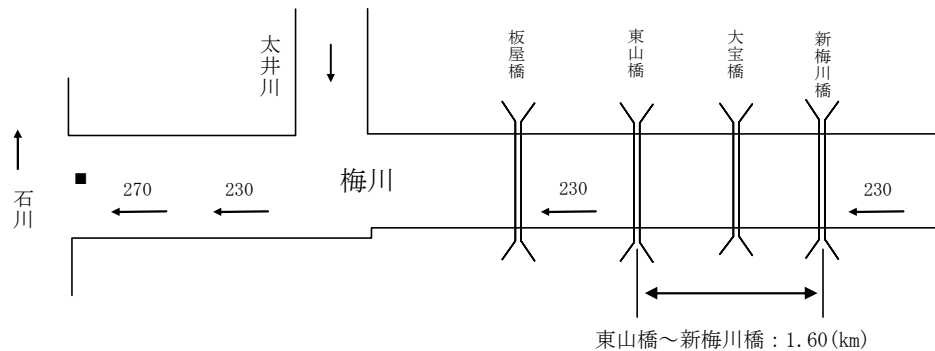 太井川
板屋橋
東山橋
大宝橋
新梅川橋
石川
270
230
梅川
230
230
東山橋～新梅川橋：1.60(km)